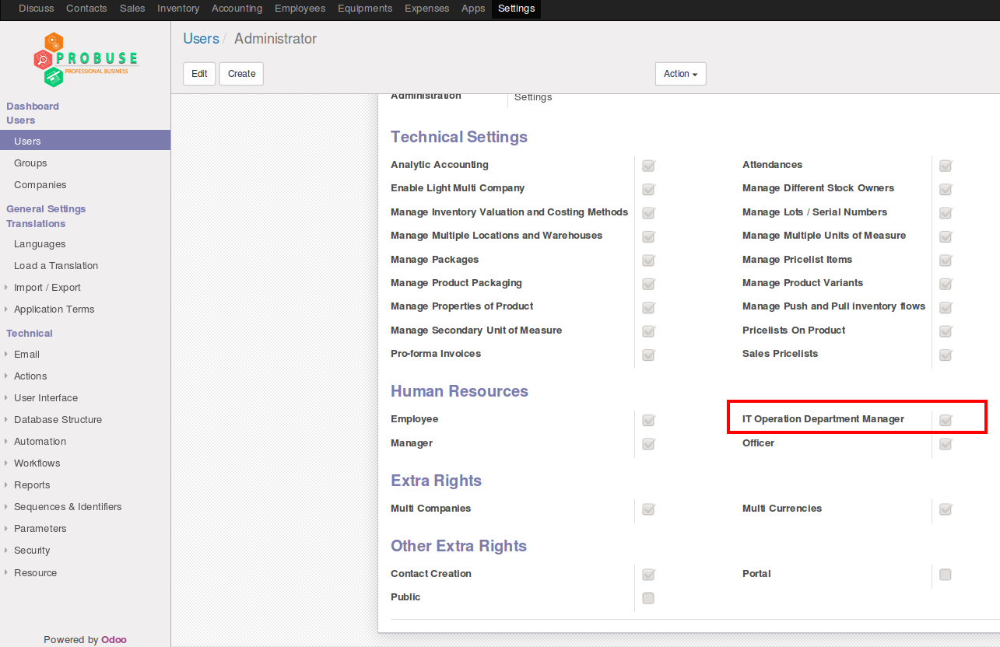 Discuss Contacts Sales Inventory Accounting Employees Equipments Expenses Apps Settings
PROBUSE
PROFESSIONAL BUSINESS
Dashboard
Users
Users
Groups
Companies
General Settings
Translations
Languages
Load a Translation
Import / Export
Application Terms
Technical
Email
Actions
User Interface
Database Structure
Automation
Workflows
Reports
Sequences & Identifiers
Parameters
Security
Resource
Powered by Odoo
Users / Administrator
Edit Create Action
Administration Settings
Technical Settings
Analytic Accounting Attendances
Enable Light Multi Company Manage Different Stock Owners
Manage Inventory Valuation and Costing Methods Manage Lots / Serial Numbers
Manage Multiple Locations and Warehouses Manage Multiple Units of Measure
Manage Packages Manage Pricelist Items
Manage Product Packaging Manage Product Variants
Manage Properties of Product Manage Push and Pull inventory flows
Manage Secondary Unit of Measure Pricelists On Product
Pro-forma Invoices Sales Pricelists
Human Resources
Employee IT Operation Department Manager
Manager Officer
Extra Rights
Multi Companies Multi Currencies
Other Extra Rights
Contact Creation Portal
Public